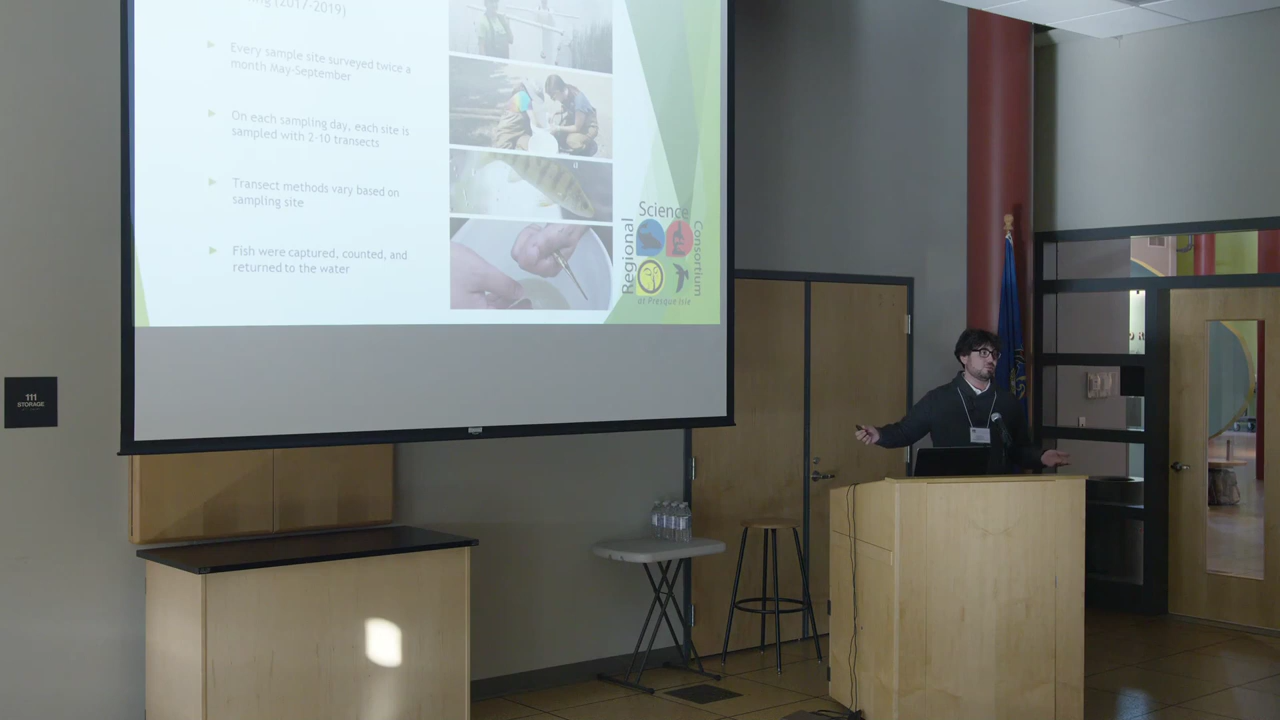 (2017-2019)
Every sample site surveyed twice a
month May-September
On each sampling day, each site is
sampled with 2-10 transects
Transect methods vary based on
sampling site
Fish were captured, counted, and
returned to the water
Regional
Science
Consortium
at Presque Isle
111
STORAGE